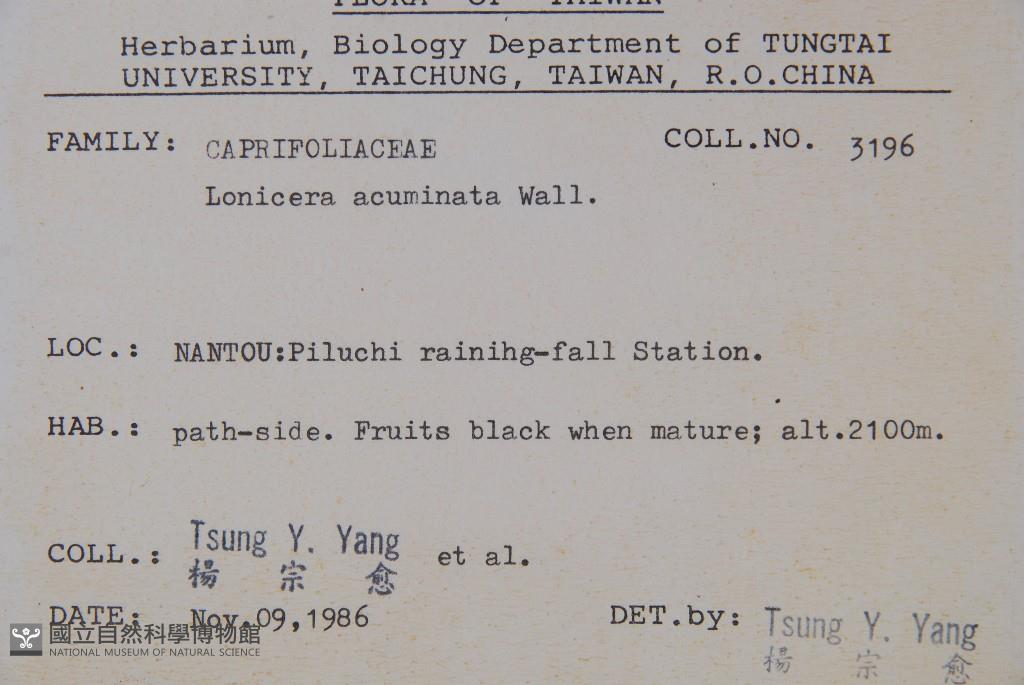 FLORA OF TAIWAN
Herbarium, Biology Department of TUNGTAI
UNIVERSITY, TAICHUNG, TAIWAN, R.O.CHINA
FAMILY: CAPRIFOLIACEAE COLL.NO. 3196
Lonicera acuminata Wall.
LOC.: NANTOU:Piluchi rainihg-fall Station.
HAB.: path-side. Fruits black when mature; alt.2100m.
COLL.: Tsung Y. Yang et al.
楊 宗 愈
DATE: Nov.09,1986 DET.by: Tsung Y. Yang
楊 宗 愈
國立自然科學博物館
NATIONAL MUSEUM OF NATURAL SCIENCE